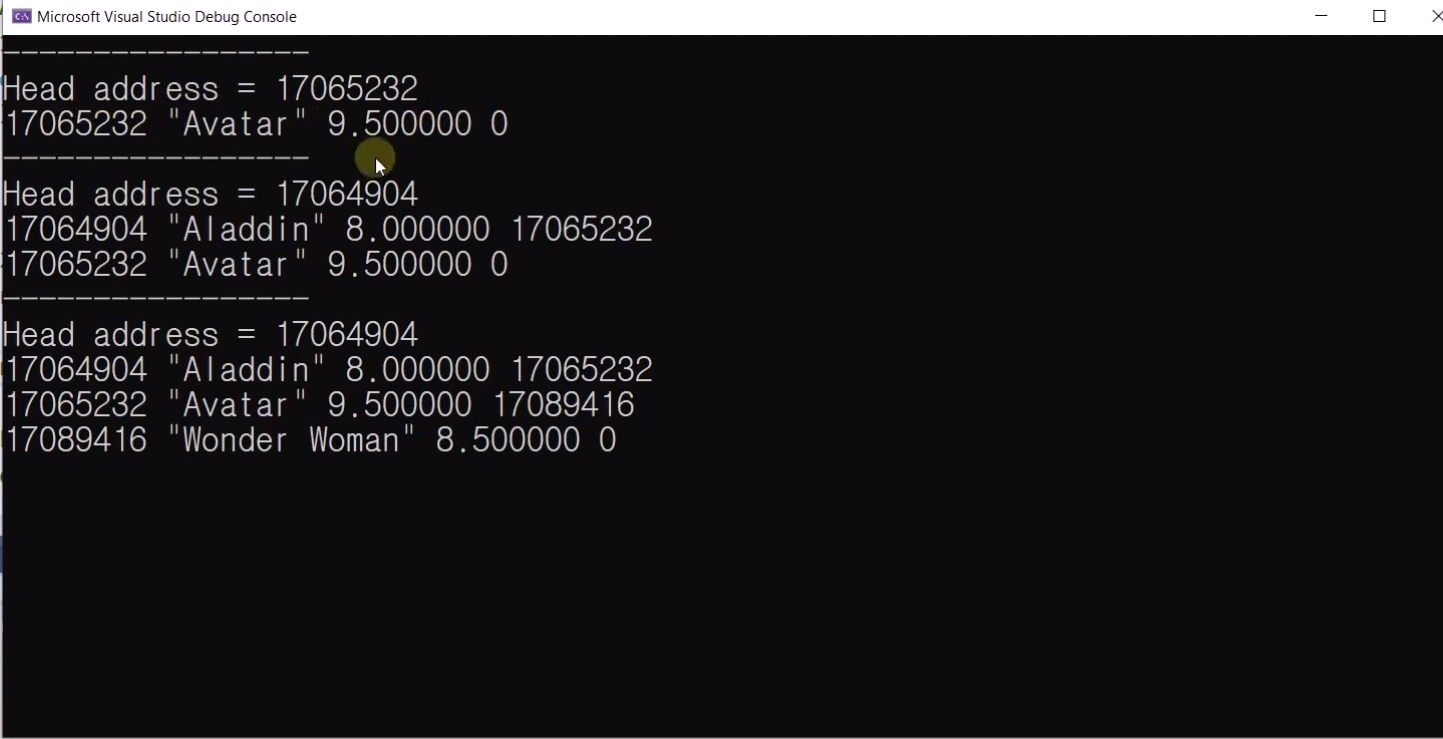 Microsoft Visual Studio Debug Console
-----------------
Head address = 17065232
17065232 "Avatar" 9.500000 0
-----------------
Head address = 17064904
17064904 "Aladdin" 8.000000 17065232
17065232 "Avatar" 9.500000 0
-----------------
Head address = 17064904
17064904 "Aladdin" 8.000000 17065232
17065232 "Avatar" 9.500000 17089416
17089416 "Wonder Woman" 8.500000 0